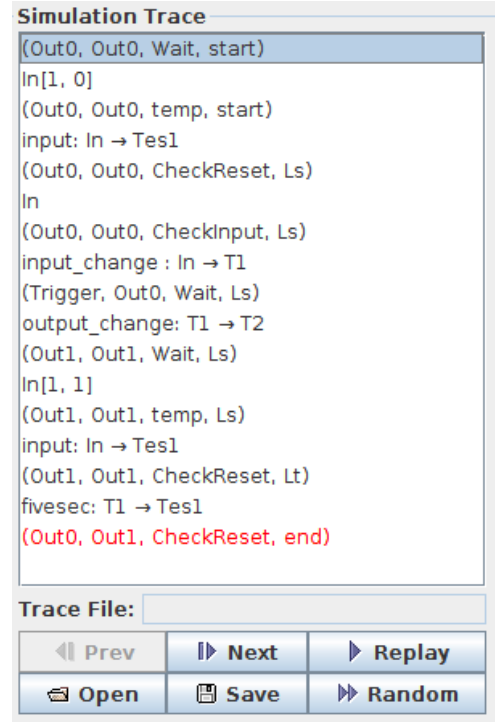 Simulation Trace
(Out0, Out0, Wait, start)
In[1, 0]
(Out0, Out0, temp, start)
input: In → Tes1
(Out0, Out0, CheckReset, Ls)
In
(Out0, Out0, CheckInput, Ls)
input_change : In → T1
(Trigger, Out0, Wait, Ls)
output_change: T1 → T2
(Out1, Out1, Wait, Ls)
In[1, 1]
(Out1, Out1, temp, Ls)
input: In → Tes1
(Out1, Out1, CheckReset, Lt)
fivesec: T1 → Tes1
(Out0, Out1, CheckReset, end)
Trace File:
Prev Next Replay
Open Save Random